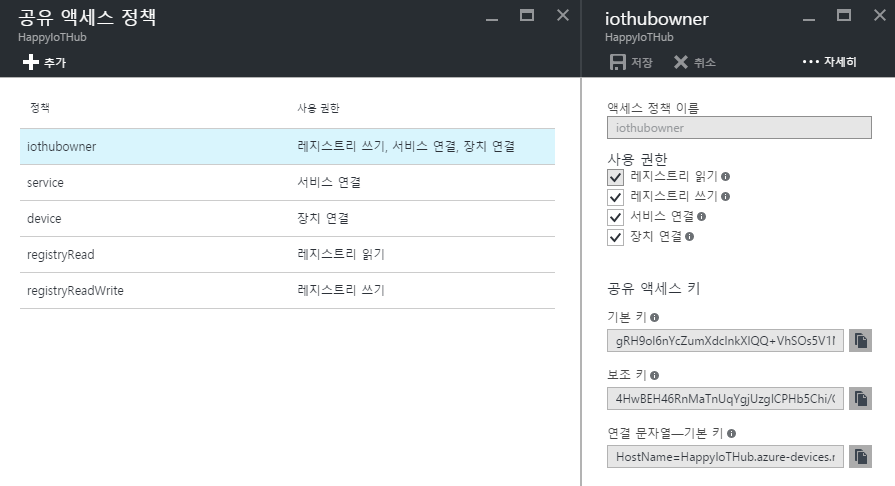 공유 액세스 정책
HappyIoTHub
추가
정책 사용 권한
iothubowner 레지스트리 쓰기, 서비스 연결, 장치 연결
service 서비스 연결
device 장치 연결
registryRead 레지스트리 읽기
registryReadWrite 레지스트리 쓰기
iothubowner
HappyIoTHub
저장 취소 자세히
액세스 정책 이름
iothubowner
사용 권한
레지스트리 읽기
레지스트리 쓰기
서비스 연결
장치 연결
공유 액세스 키
기본 키
보조 키
연결 문자열—기본 키
HostName=HappyIoTHub.azure-devices.